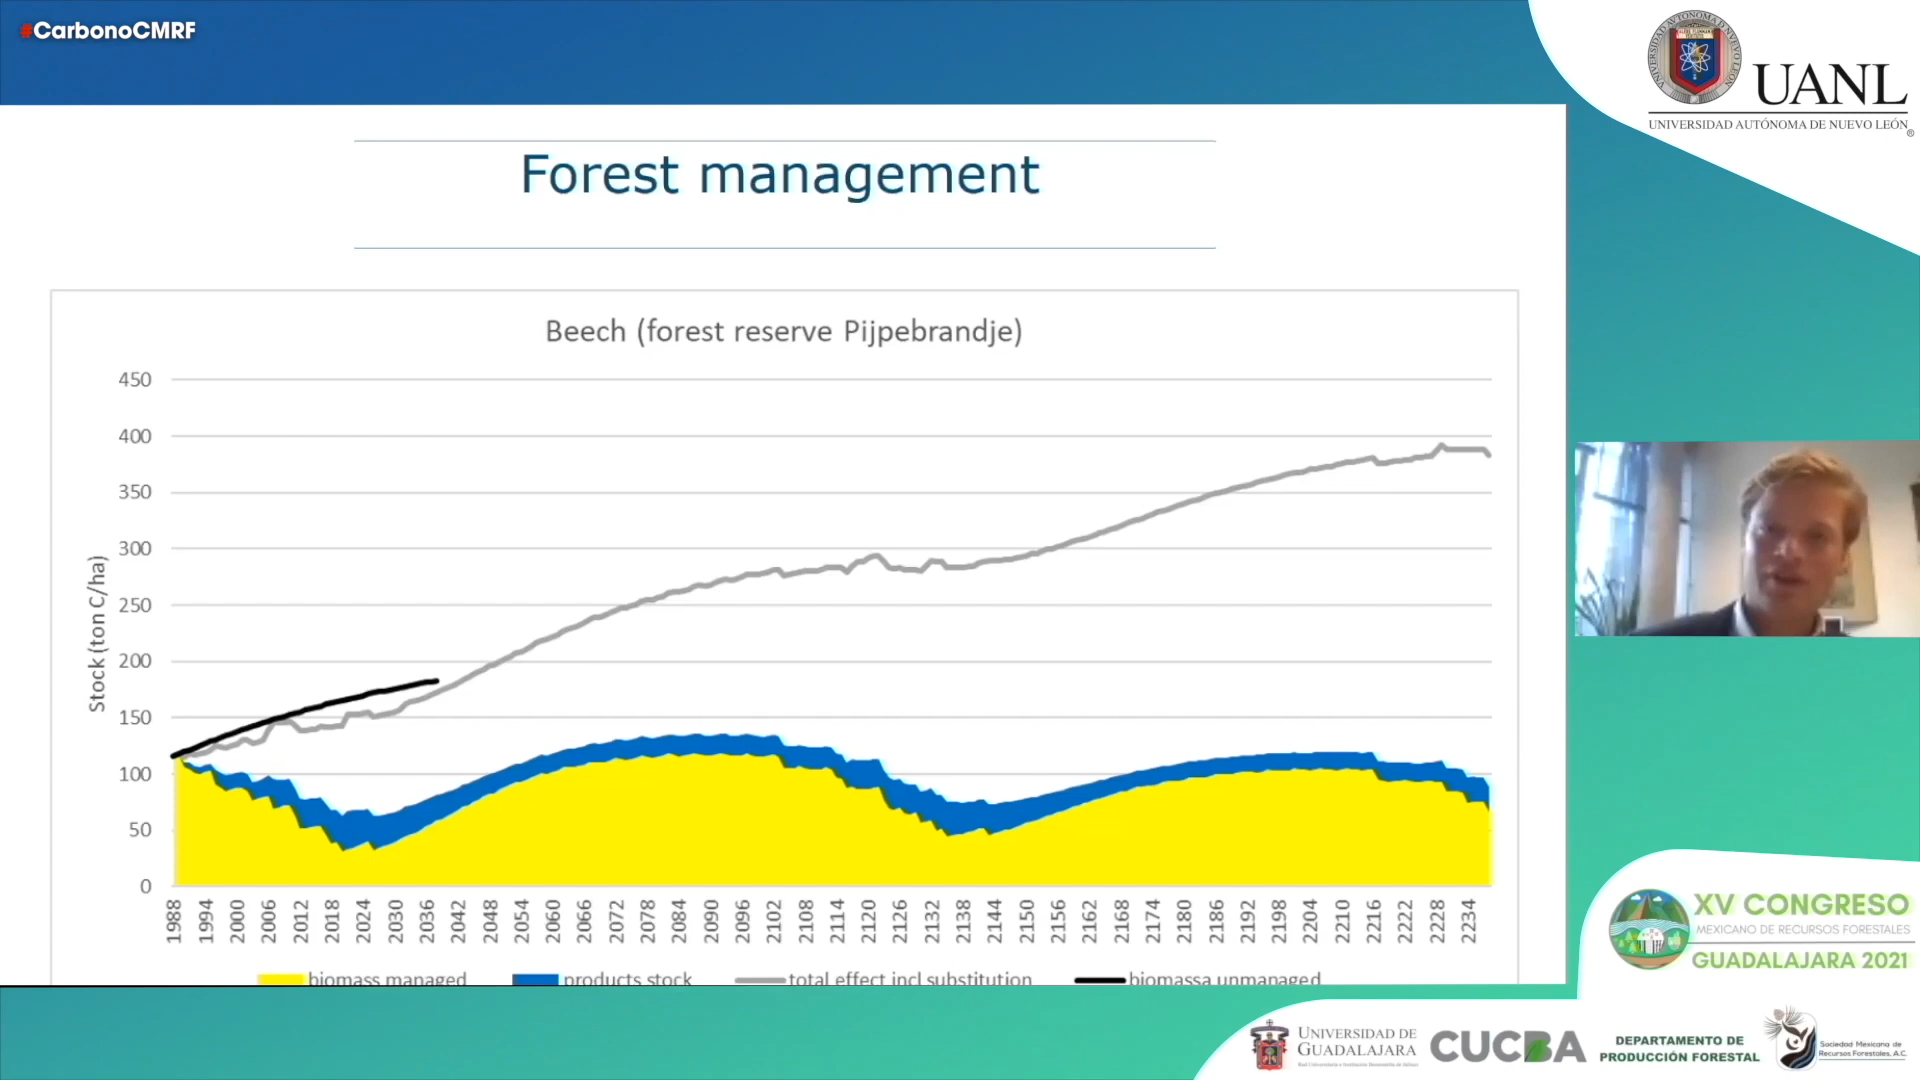 #CarbonoCMRF
UANL
UNIVERSIDAD AUTÓNOMA DE NUEVO LEÓN
®
Forest management
Beech (forest reserve Pijpebrandje)
Stock (ton C/ha)
450
400
350
300
250
200
150
100
50
0
1988 1994 2000 2006 2012 2018 2024 2030 2036 2042 2048 2054 2060 2066 2072 2078 2084 2090 2096 2102 2108 2114 2120 2126 2132 2138 2144 2150 2156 2162 2168 2174 2180 2186 2192 2198 2204 2210 2216 2222 2228 2234
biomass managed products stock total effect incl substitution biomassa unmanaged
XV CONGRESO
MEXICANO DE RECURSOS FORESTALES
GUADALAJARA 2021
UNIVERSIDAD DE
GUADALAJARA
CUCBA
DEPARTAMENTO DE
PRODUCCIÓN FORESTAL
Sociedad Mexicana de
Recursos Forestales, A.C.